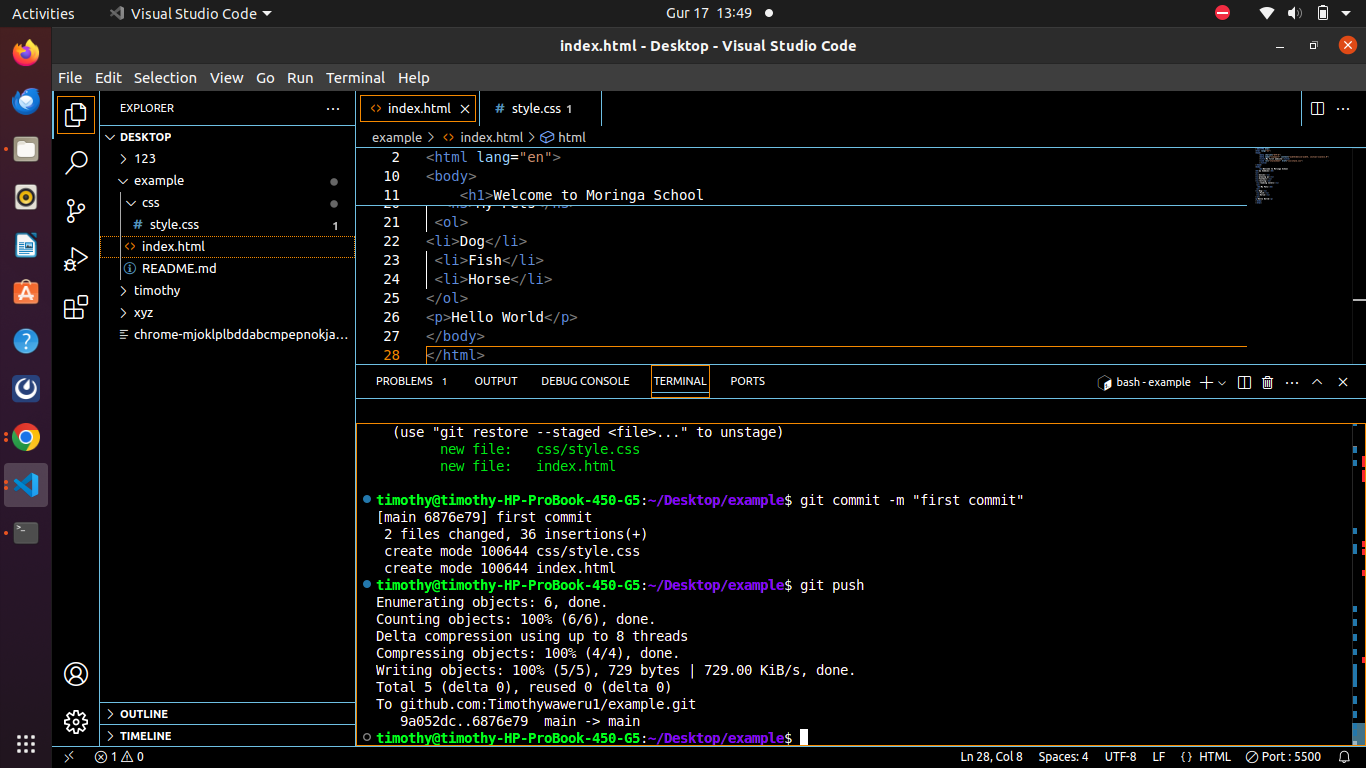 Activities
Visual Studio Code
Gur 17 13:49
index.html - Desktop - Visual Studio Code
File Edit Selection View Go Run Terminal Help
EXPLORER
DESKTOP
123
example
css
# style.css 1
<> index.html
README.md
timothy
xyz
chrome-mjoklplbddabcmpepnokja...
OUTLINE
TIMELINE
<> index.html
# style.css 1
example > <> index.html > html
2 <html lang="en">
10 <body>
11 <h1>Welcome to Moringa School
21 <ol>
22 <li>Dog</li>
23 <li>Fish</li>
24 <li>Horse</li>
25 </ol>
26 <p>Hello World</p>
27 </body>
28 </html>
PROBLEMS 1 OUTPUT DEBUG CONSOLE TERMINAL PORTS
bash - example
(use "git restore --staged <file>..." to unstage)
new file: css/style.css
new file: index.html
timothy@timothy-HP-ProBook-450-G5:~/Desktop/example$ git commit -m "first commit"
[main 6876e79] first commit
2 files changed, 36 insertions(+)
create mode 100644 css/style.css
create mode 100644 index.html
timothy@timothy-HP-ProBook-450-G5:~/Desktop/example$ git push
Enumerating objects: 6, done.
Counting objects: 100% (6/6), done.
Delta compression using up to 8 threads
Compressing objects: 100% (4/4), done.
Writing objects: 100% (5/5), 729 bytes | 729.00 KiB/s, done.
Total 5 (delta 0), reused 0 (delta 0)
To github.com:Timothywaweru1/example.git
9a052dc..6876e79 main -> main
timothy@timothy-HP-ProBook-450-G5:~/Desktop/example$
1 0
Ln 28, Col 8 Spaces: 4 UTF-8 LF {} HTML Port : 5500